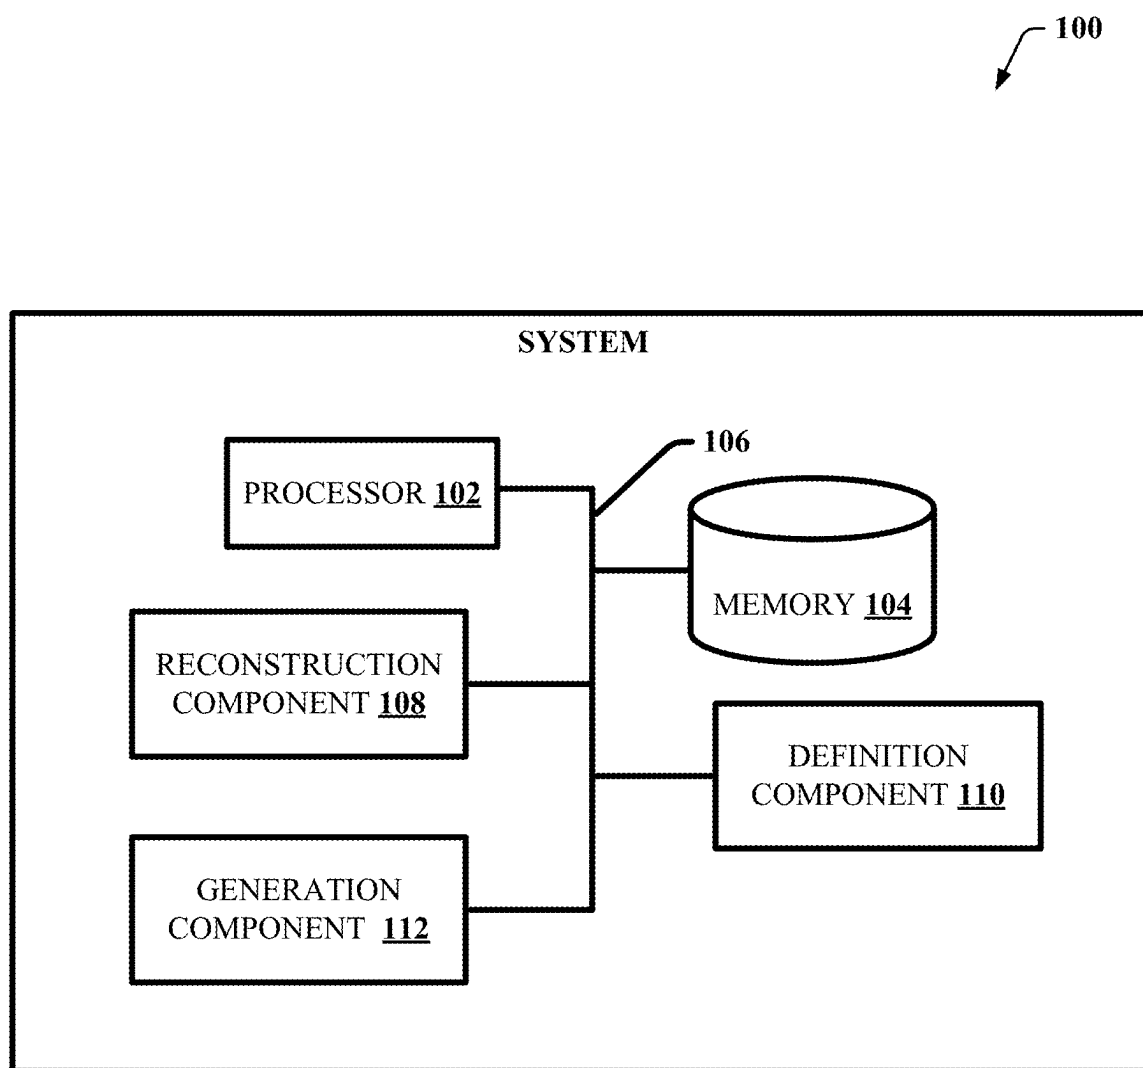 100
SYSTEM
106
PROCESSOR 102
MEMORY 104
RECONSTRUCTION
COMPONENT 108
DEFINITION
COMPONENT 110
GENERATION
COMPONENT 112